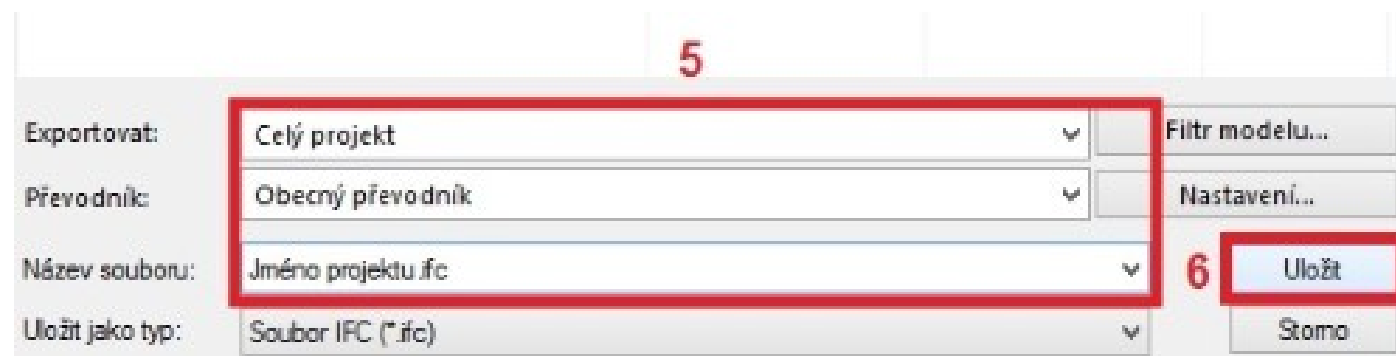 5
Exportovat: Celý projekt Filtr modelu...
Převodník: Obecný převodník Nastavení...
Název souboru: Jméno projektu.ifc 6 Uložit
Uložit jako typ: Soubor IFC (*.ifc) Storno